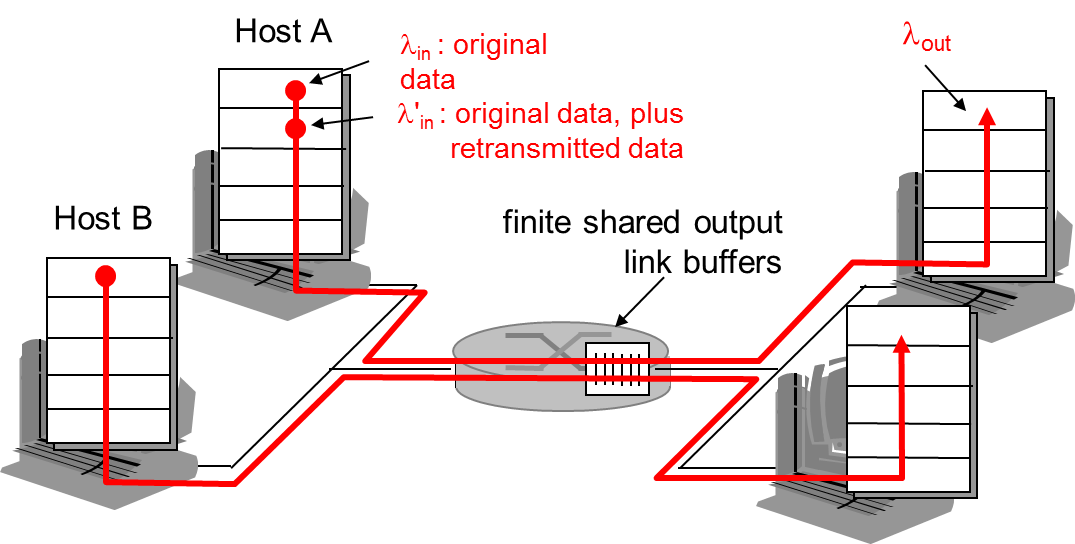 Host A
λin : original
data
λ'in : original data, plus
retransmitted data
λout
Host B
finite shared output
link buffers